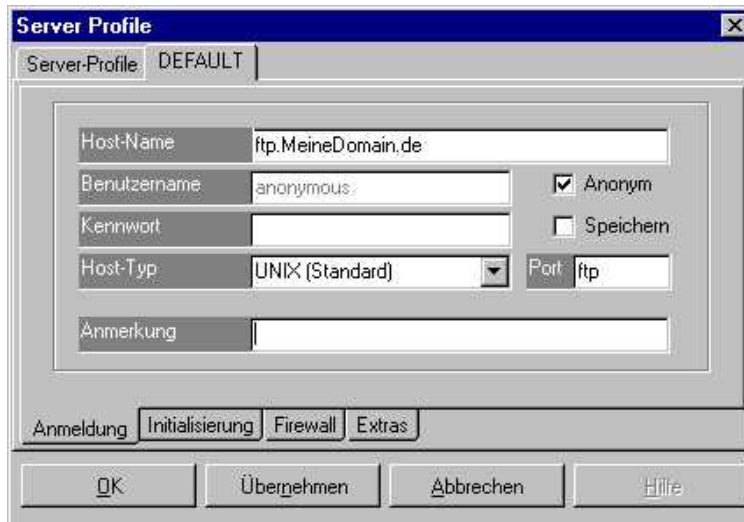 Server Profile
Server-Profile DEFAULT
Host-Name ftp.MeineDomain.de
Benutzername anonymous Anonym
Kennwort Speichern
Host-Typ UNIX (Standard) Port ftp
Anmerkung
Anmeldung Initialisierung Firewall Extras
OK Übernehmen Abbrechen Hilfe